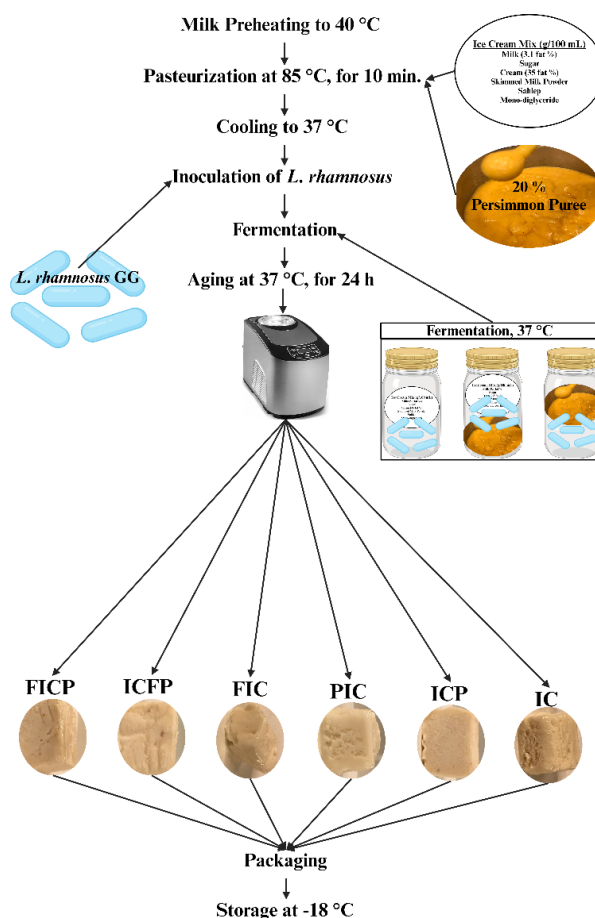 Milk Preheating to 40 °C
Ice Cream Mix (g/100 mL)
Milk (3.1 fat %)
Sugar
Cream (35 fat %)
Skimmed Milk Powder
Sahlep
Mono-diglyceride
Pasteurization at 85 °C, for 10 min.
Cooling to 37 °C
20 %
Persimmon Puree
Inoculation of L. rhamnosus
Fermentation
L. rhamnosus GG
Aging at 37 °C, for 24 h
Fermentation, 37 °C
FICP
ICFP
FIC
PIC
ICP
IC
Packaging
Storage at -18 °C